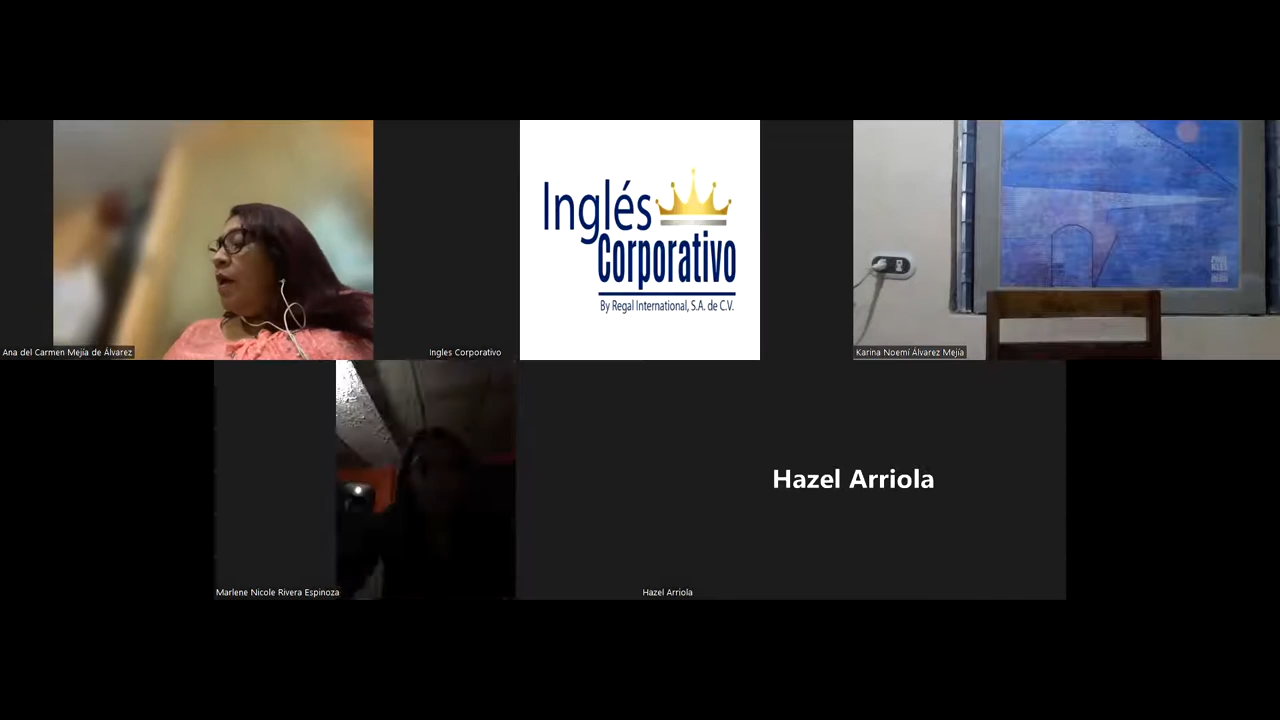 Inglés
Corporativo
By Regal International, S.A. de C.V.
Ana del Carmen Mejía de Álvarez
Ingles Corporativo
Karina Noemí Álvarez Mejía
Hazel Arriola
Marlene Nicole Rivera Espinoza
Hazel Arriola